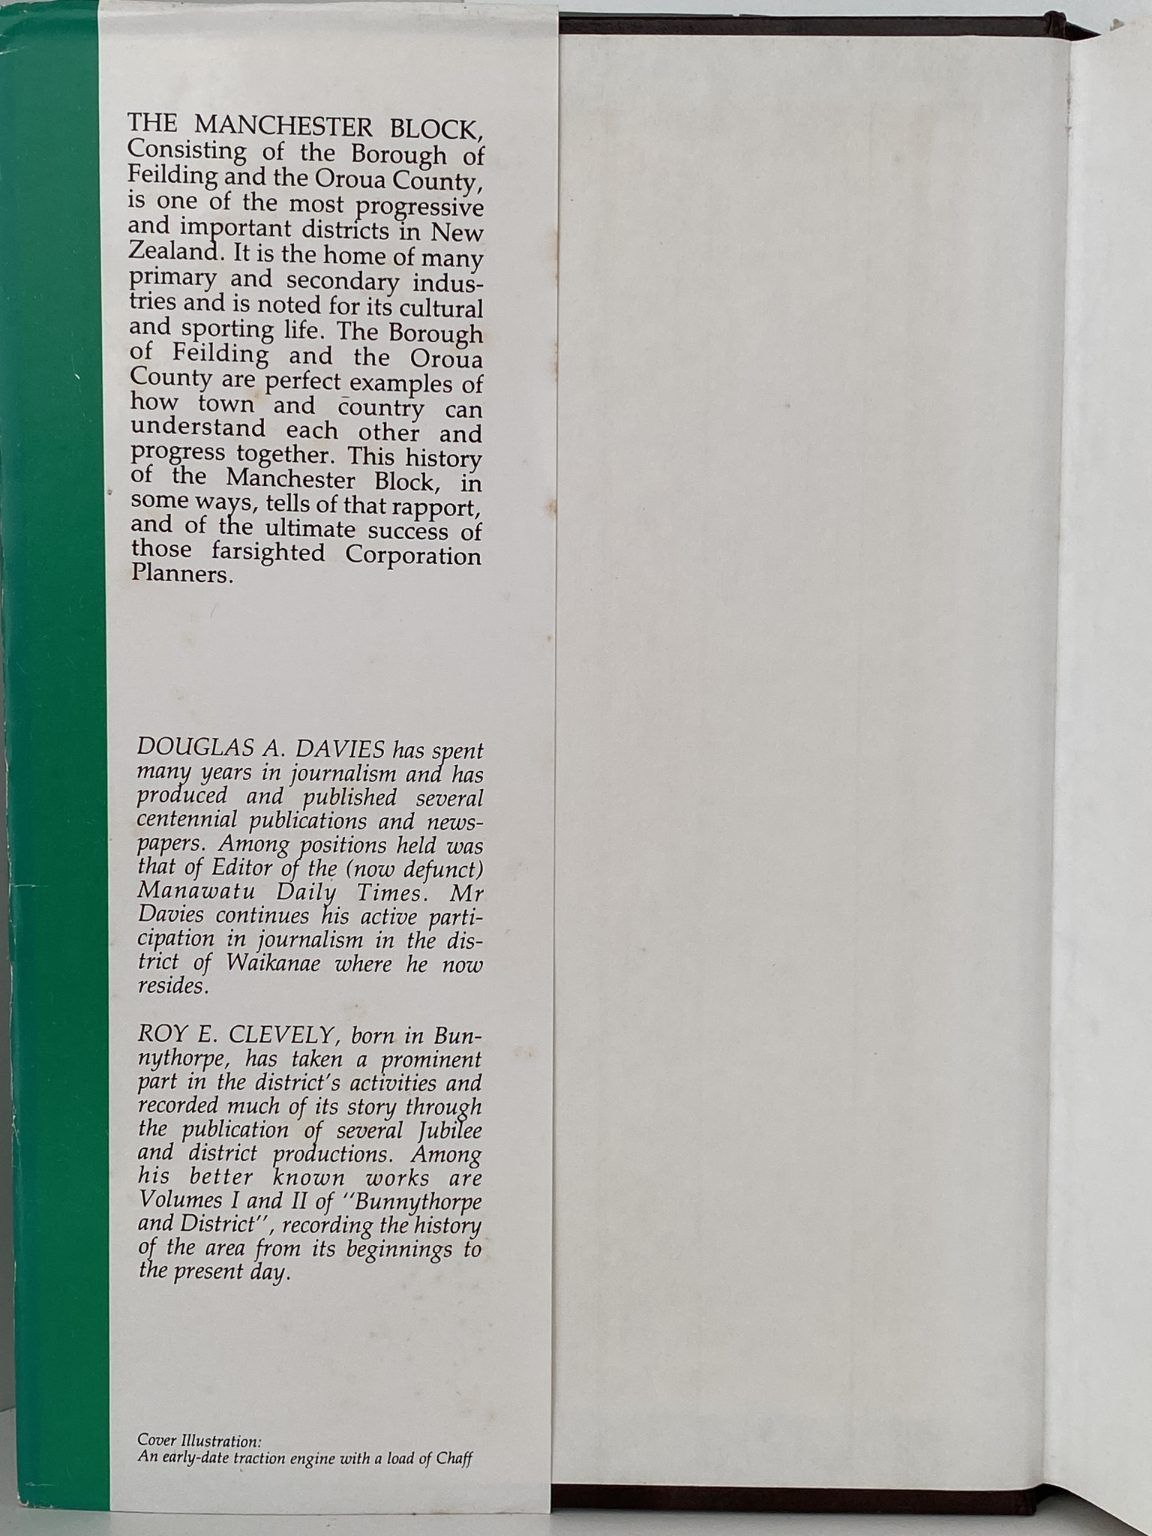 THE MANCHESTER BLOCK,
Consisting of the Borough of
Feilding and the Oroua County,
is one of the most progressive
and important districts in New
Zealand. It is the home of many
primary and secondary indus-
tries and is noted for its cultural
and sporting life. The Borough
of Feilding and the Oroua
County are perfect examples of
how town and country can
understand each other and
progress together. This history
of the Manchester Block, in
some ways, tells of that rapport,
and of the ultimate success of
those farsighted Corporation
Planners.
DOUGLAS A. DAVIES has spent
many years in journalism and has
produced and published several
centennial publications and news-
papers. Among positions held was
that of Editor of the (now defunct)
Manawatu Daily Times. Mr
Davies continues his active parti-
cipation in journalism in the dis-
trict of Waikanae where he now
resides.
ROY E. CLEVELY, born in Bun-
nythorpe, has taken a prominent
part in the district's activities and
recorded much of its story through
the publication of several Jubilee
and district productions. Among
his better known works are
Volumes I and II of "Bunnythorpe
and District", recording the history
of the area from its beginnings to
the present day.
Cover Illustration:
An early-date traction engine with a load of Chaff